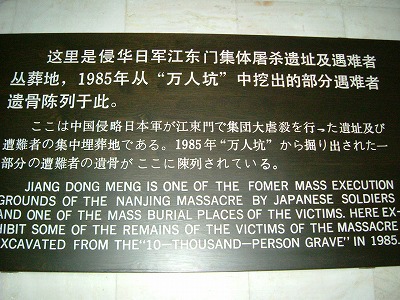 这里是侵华日军江东门集体屠杀遗址及遇难者
丛葬地，1985年从“万人坑”中挖出的部分遇难者
遗骨陈列于此。
ここは中国侵略日本軍が江東門で集団大虐殺を行った遺址及び
遭難者の集中埋葬地である。1985年“万人坑”から掘り出された一
部分の遭難者の遺骨が ここに陳列されている。
JIANG DONG MENG IS ONE OF THE FOMER MASS EXECUTION
GROUNDS OF THE NANJING MASSACRE BY JAPANESE SOLDIERS
AND ONE OF THE MASS BURIAL PLACES OF THE VICTIMS. HERE EX-
HIBIT SOME OF THE REMAINS OF THE VICTIMS OF THE MASSACRE
EXCAVATED FROM THE“10—THOUSAND—PERSON GRAVE”IN 1985.